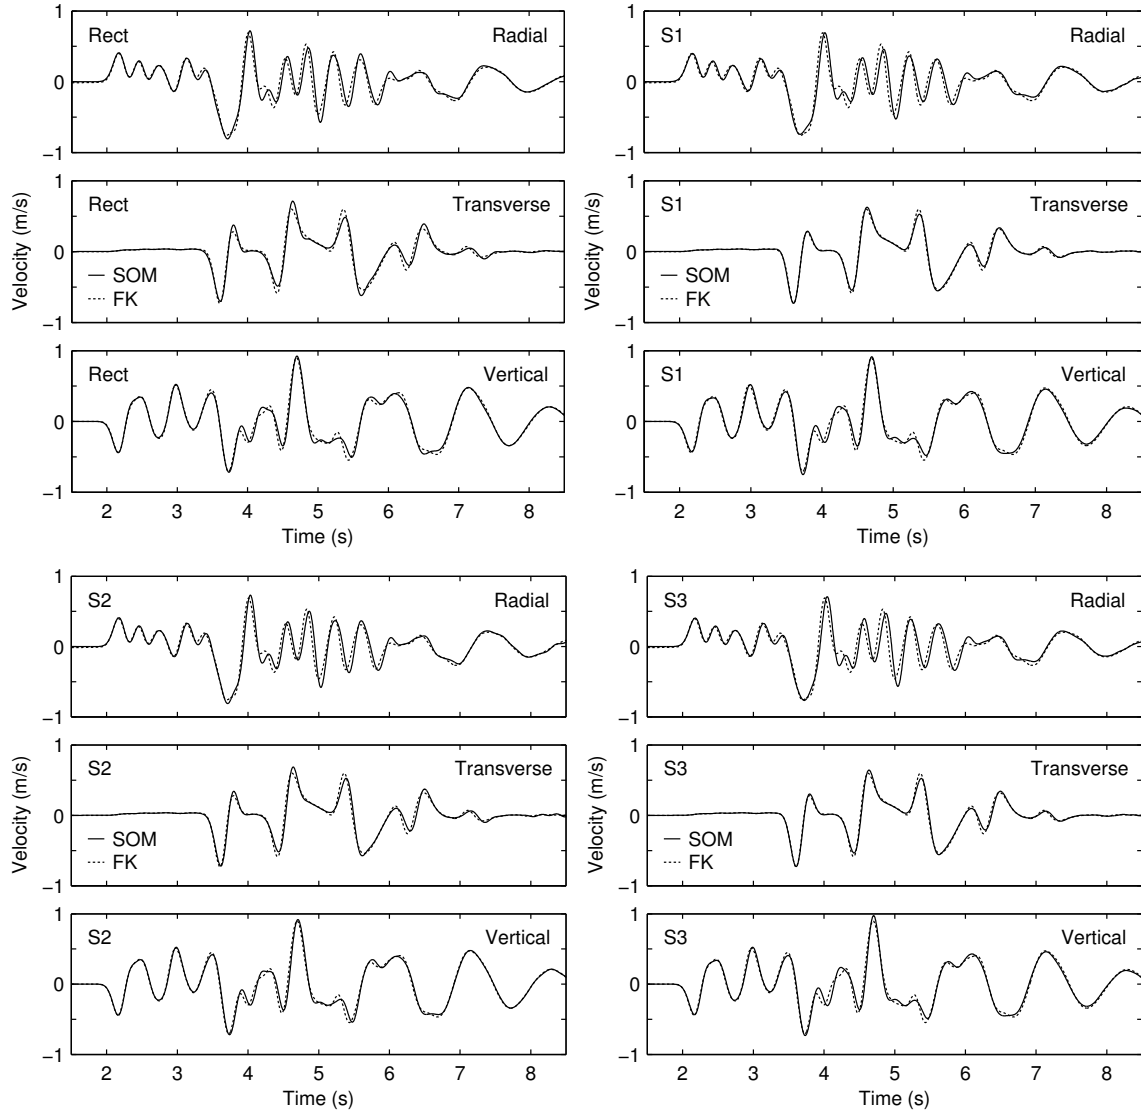 Rect Radial
1
0
−1
Rect Transverse
1
0
−1
SOM
FK
Velocity (m/s)
Rect Vertical
1
0
−1
2 3 4 5 6 7 8
Time (s)
S1 Radial
1
0
−1
S1 Transverse
1
0
−1
SOM
FK
Velocity (m/s)
S1 Vertical
1
0
−1
2 3 4 5 6 7 8
Time (s)
S2 Radial
1
0
−1
S2 Transverse
1
0
−1
SOM
FK
Velocity (m/s)
S2 Vertical
1
0
−1
2 3 4 5 6 7 8
Time (s)
S3 Radial
1
0
−1
S3 Transverse
1
0
−1
SOM
FK
Velocity (m/s)
S3 Vertical
1
0
−1
2 3 4 5 6 7 8
Time (s)